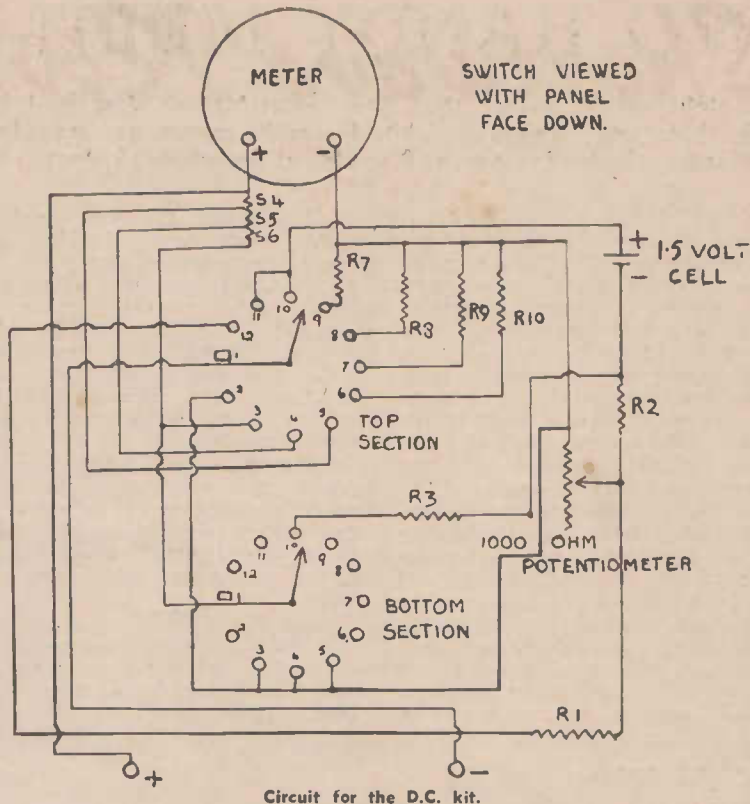 METER
+
-
SWITCH VIEWED
WITH PANEL
FACE DOWN.
S4
S5
S6
+
1.5 VOLT
-
CELL
R7
R8
R9
R10
11
10
9
12
8
1
7
2
6
3
4
5
TOP
SECTION
R2
R3
10
11
9
12
8
1000 OHM
POTENTIOMETER
1
7
BOTTOM
SECTION
2
6
3
4
5
R1
+
-
Circuit for the D.C. kit.